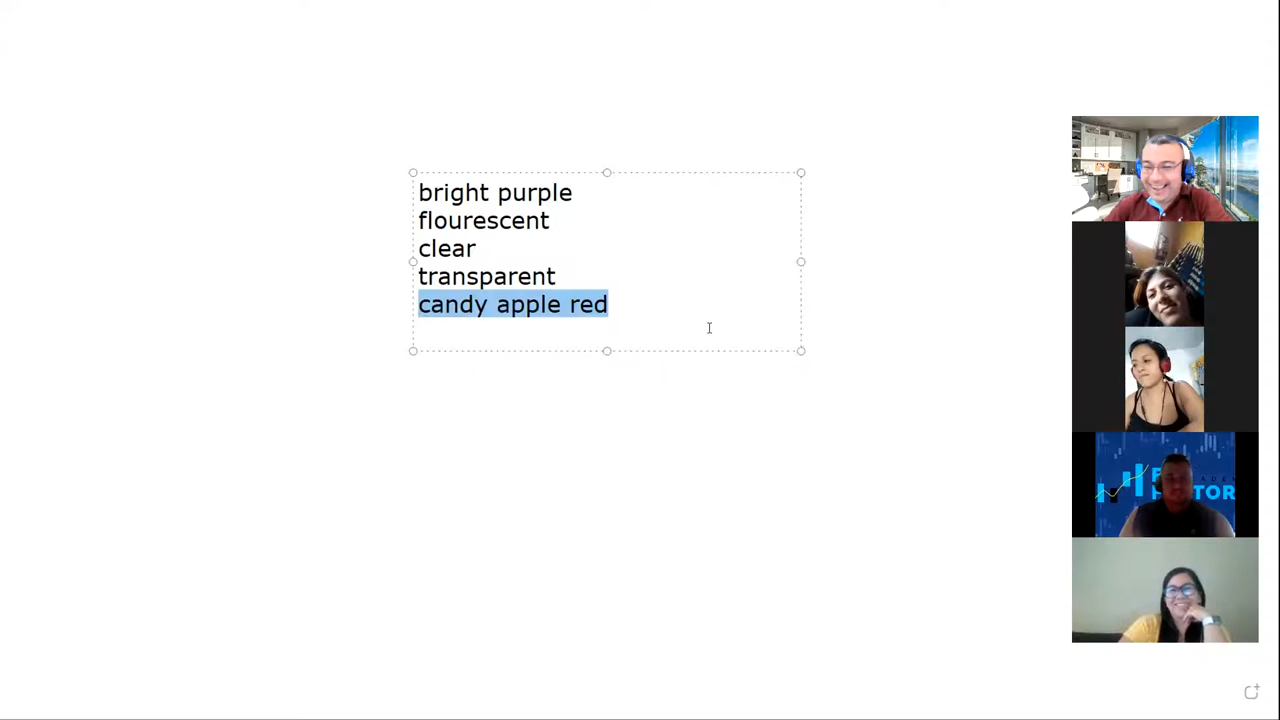 bright purple
flourescent
clear
transparent
candy apple red